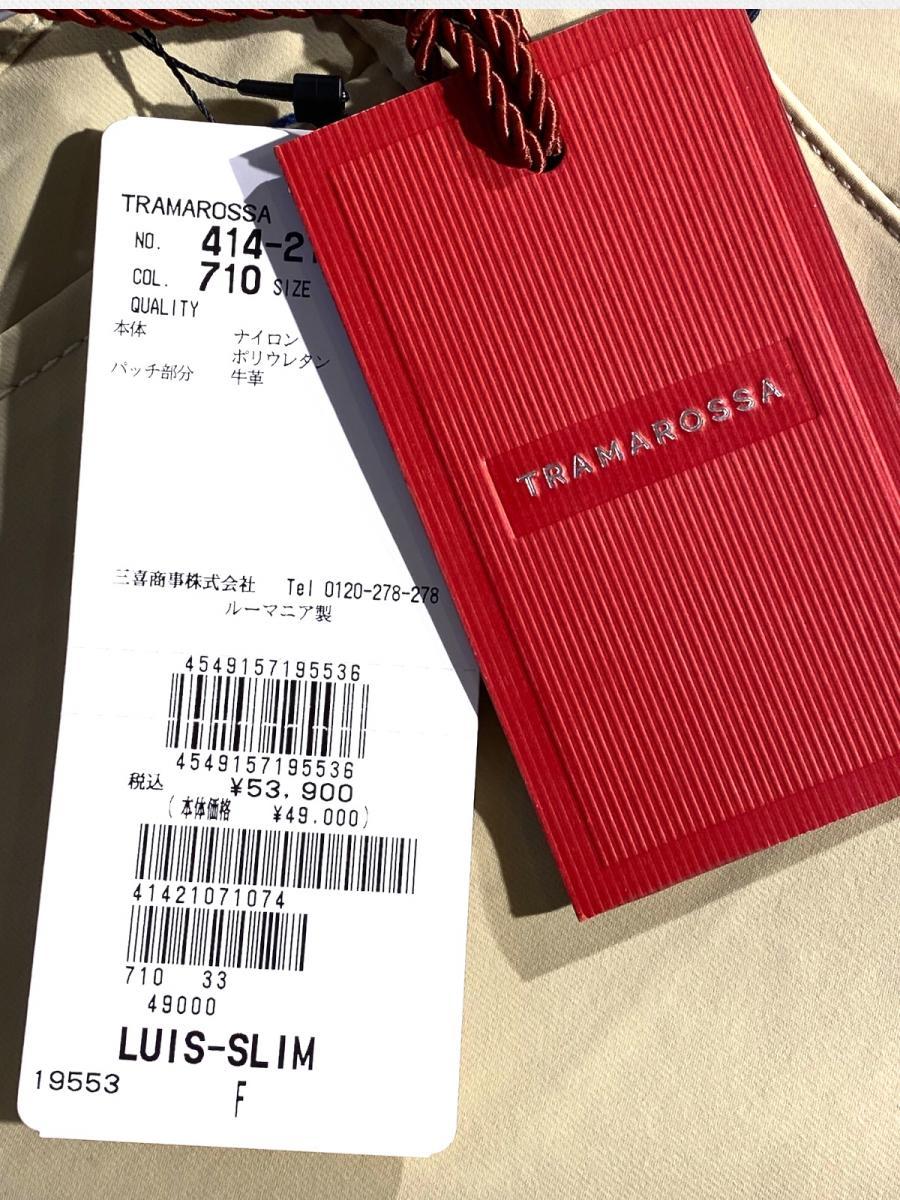 TRAMAROSSA
NO. 414-21
COL. 710 SIZE
QUALITY
本体 ナイロン
ポリウレタン
パッチ部分 牛革
三喜商事株式会社 Tel 0120-278-278
ルーマニア製
4549157195536
4549157195536
税込 ¥53,900
(本体価格 ¥49.000)
41421071074
710 33
49000
LUIS-SLIM
19553 F
TRAMAROSSA